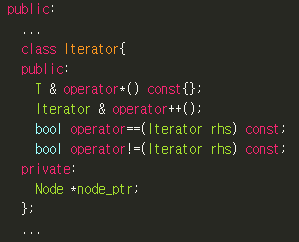 public:
...
class Iterator{
public:
T & operator*() const{};
Iterator & operator++();
bool operator==(Iterator rhs) const;
bool operator!=(Iterator rhs) const;
private:
Node *node_ptr;
};
...